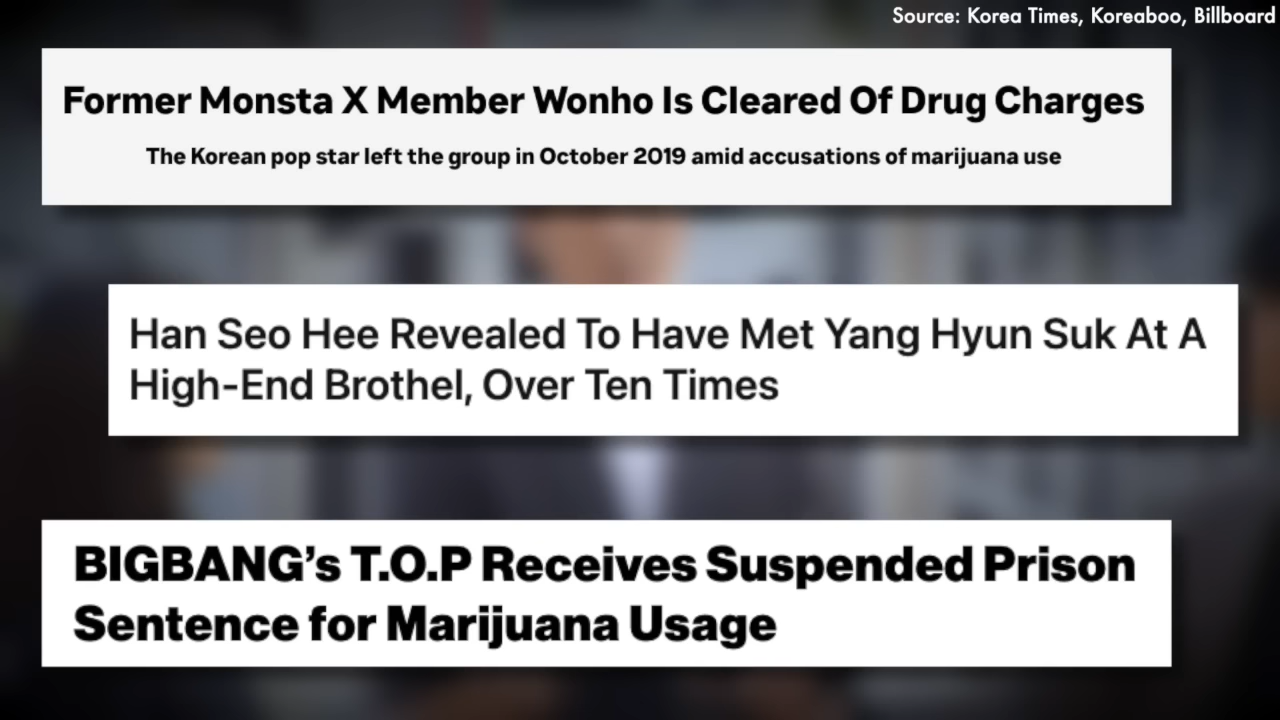 Source: Korea Times, Koreaboo, Billboard
Former Monsta X Member Wonho Is Cleared Of Drug Charges
The Korean pop star left the group in October 2019 amid accusations of marijuana use
Han Seo Hee Revealed To Have Met Yang Hyun Suk At A
High-End Brothel, Over Ten Times
BIGBANG’s T.O.P Receives Suspended Prison
Sentence for Marijuana Usage